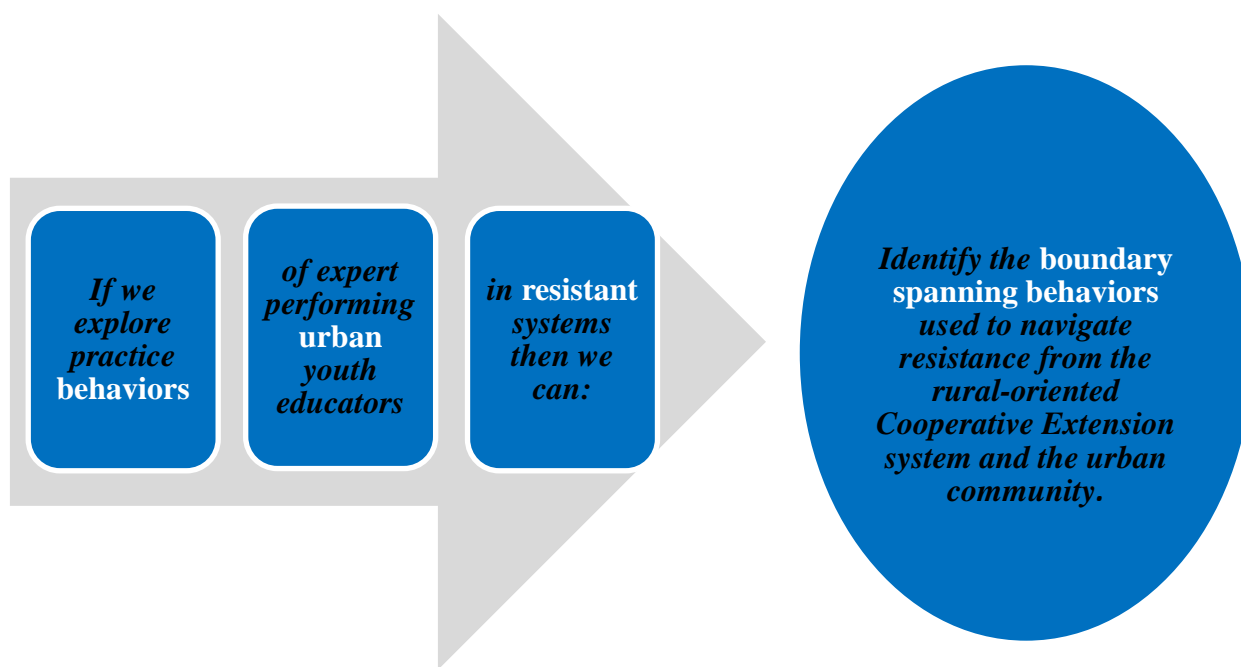 If we
explore
practice
behaviors
of expert
performing
urban
youth
educators
in resistant
systems
then we
can:
Identify the boundary
spanning behaviors
used to navigate
resistance from the
rural-oriented
Cooperative Extension
system and the urban
community.